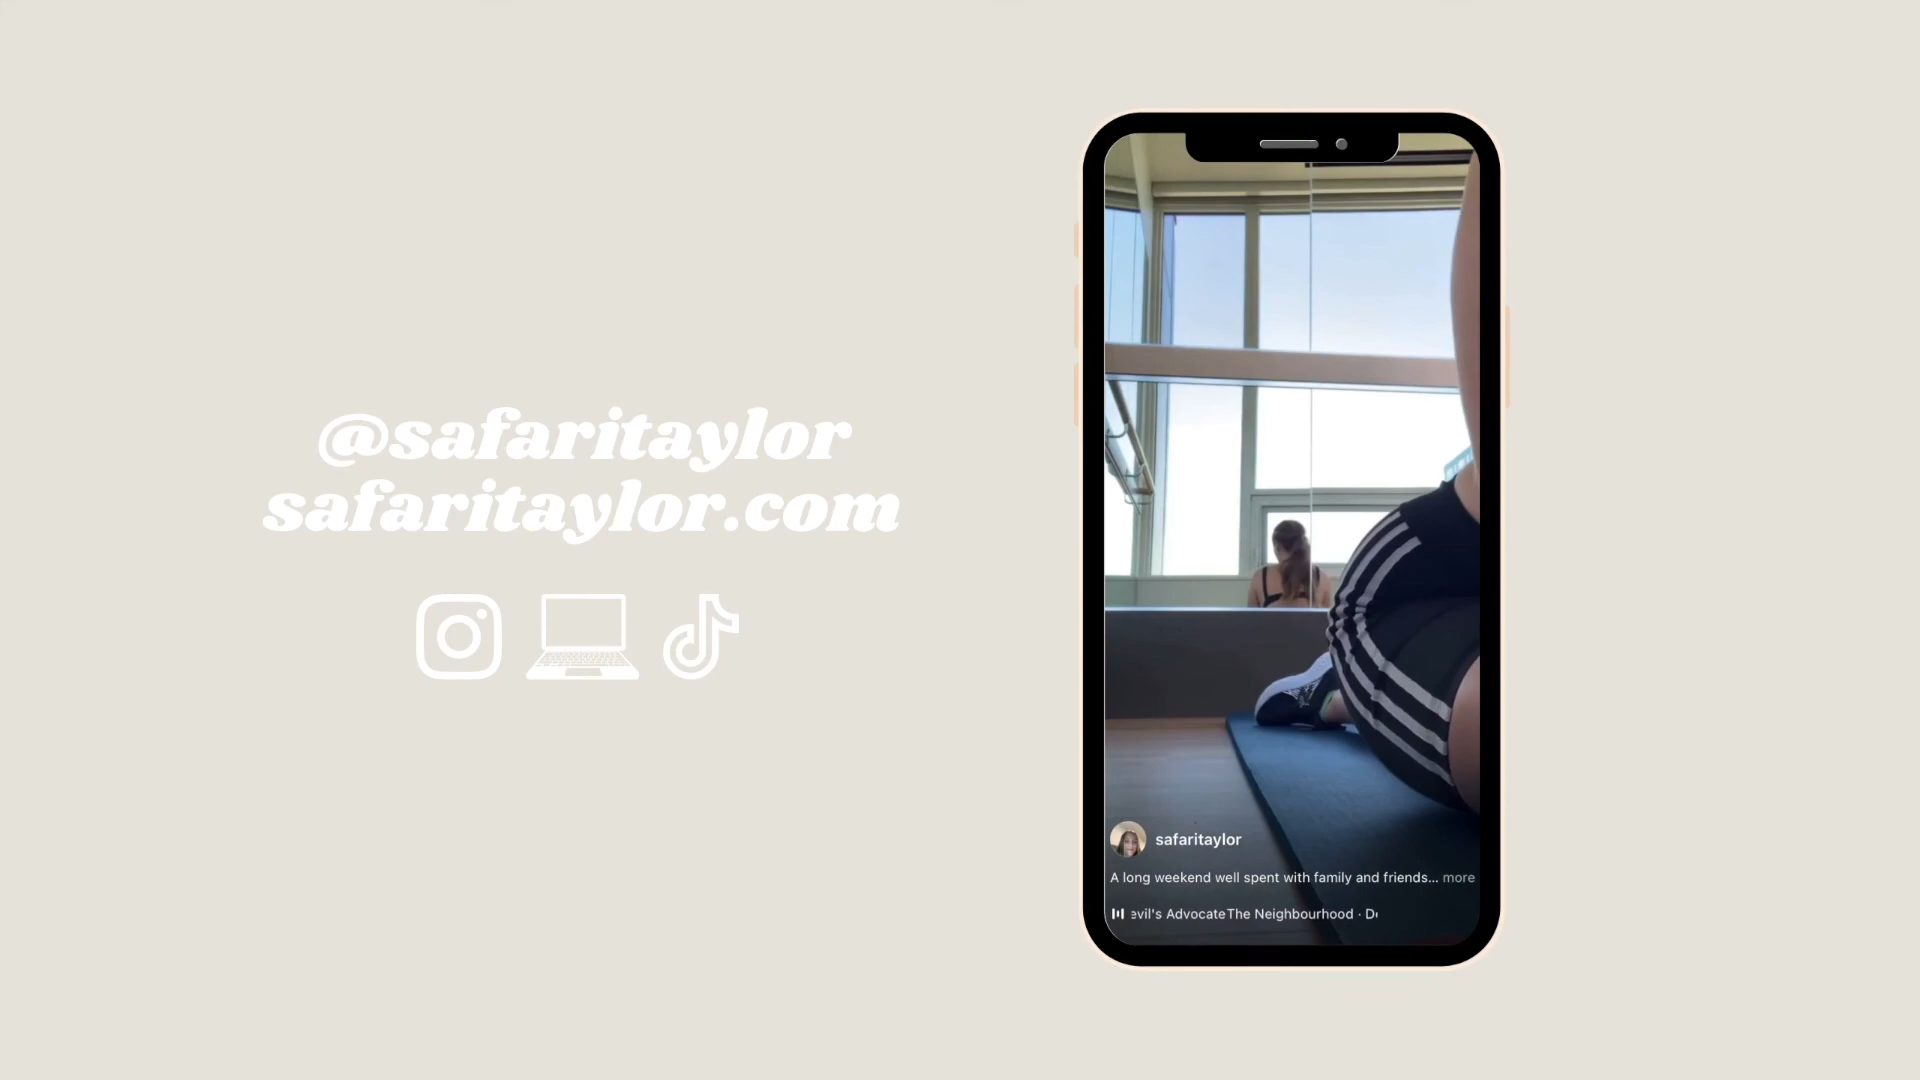 @safaritaylor
safaritaylor.com
safaritaylor
A long weekend well spent with family and friends... more
evil's Advocate The Neighbourhood · De